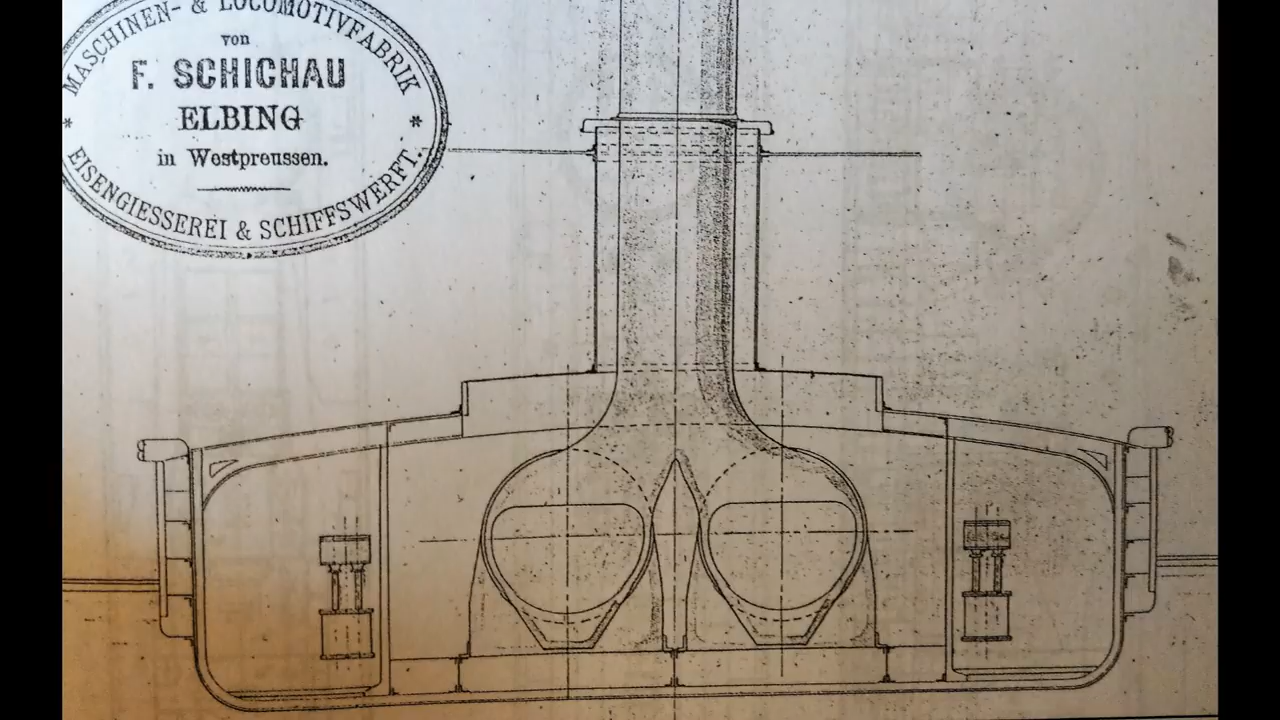 MASCHINEN- & LOCOMOTIVFABRIK
von
F. SCHICHAU
ELBING
in Westpreussen.
EISENGIESSEREI & SCHIFFSWERFT.